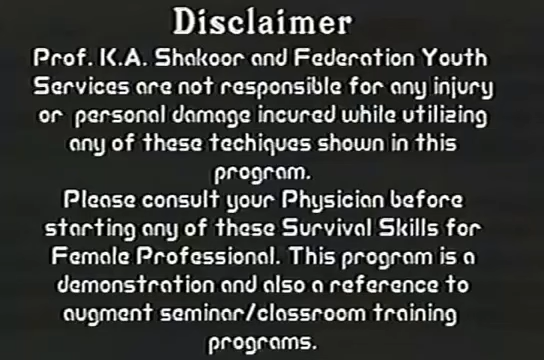 Disclaimer
Prof. K.A. Shakoor and Federation Youth
Services are not responsible for any injury
or personal damage incured while utilizing
any of these techiques shown in this
program.
Please consult your Physician before
starting any of these Survival Skills for
Female Professional. This program is a
demonstration and also a reference to
augment seminar/classroom training
programs.